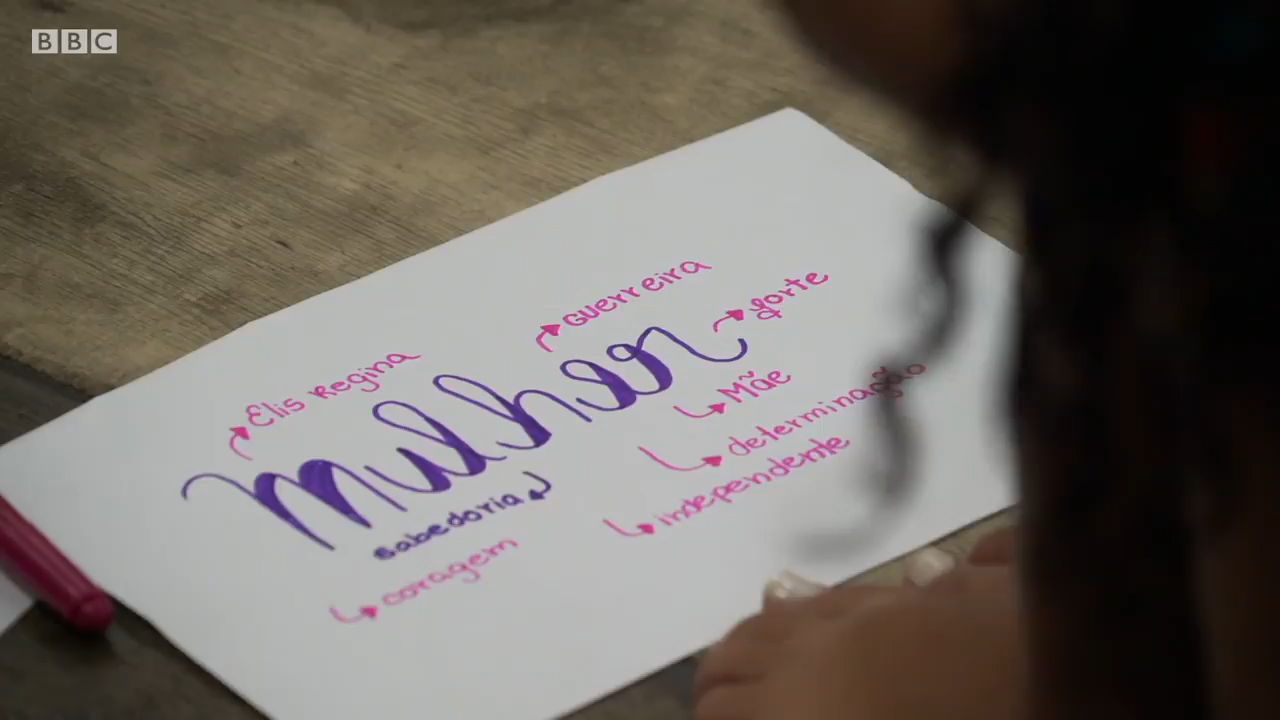 BBC
Elis Regina
Guerreira
forte
mulher
Mãe
sabedoria
determinação
coragem
independente